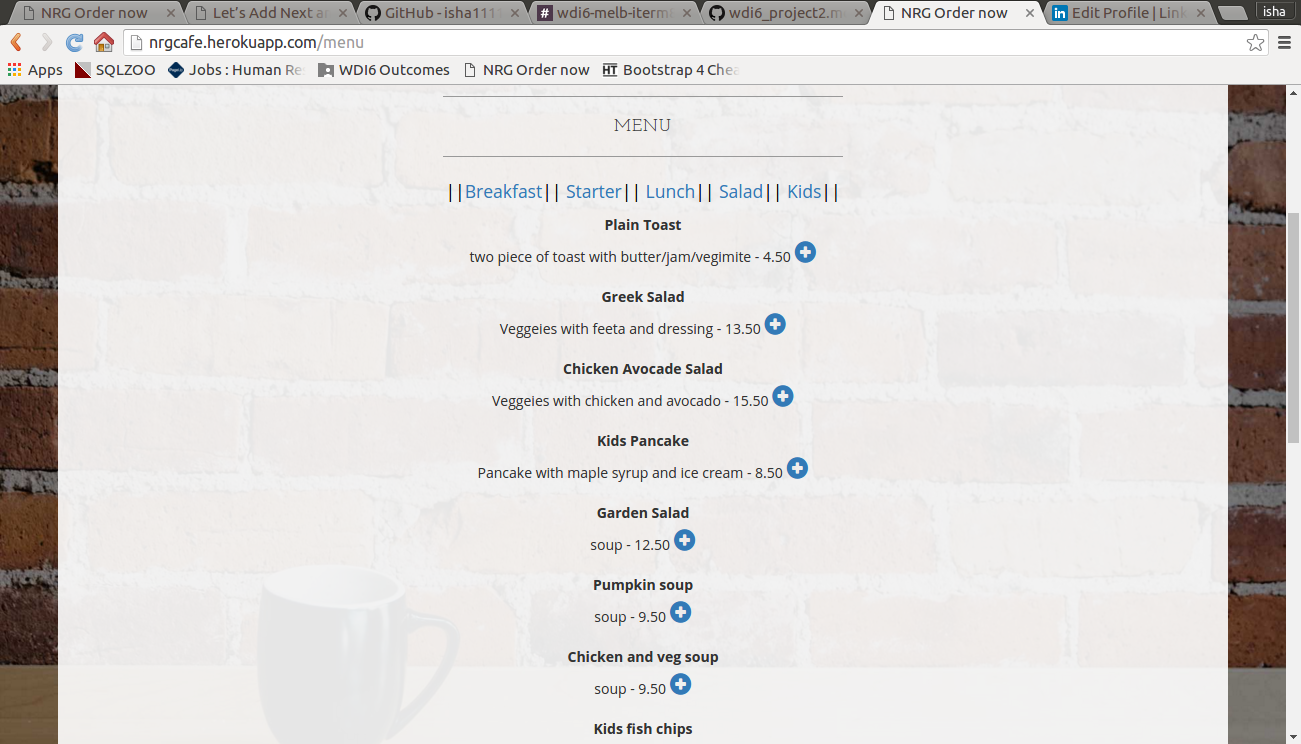 NRG Order now
Let's Add Next a
GitHub - isha111
wdi6-melb-iterm
wdi6_project2.m
NRG Order now
Edit Profile | Link
isha
nrgcafe.herokuapp.com/menu
Apps SQLZOO Jobs : Human Re WDI6 Outcomes NRG Order now HT Bootstrap 4 Chea
MENU
||Breakfast|| Starter|| Lunch|| Salad|| Kids||
Plain Toast
two piece of toast with butter/jam/vegimite - 4.50
Greek Salad
Veggeies with feeta and dressing - 13.50
Chicken Avocade Salad
Veggeies with chicken and avocado - 15.50
Kids Pancake
Pancake with maple syrup and ice cream - 8.50
Garden Salad
soup - 12.50
Pumpkin soup
soup - 9.50
Chicken and veg soup
soup - 9.50
Kids fish chips